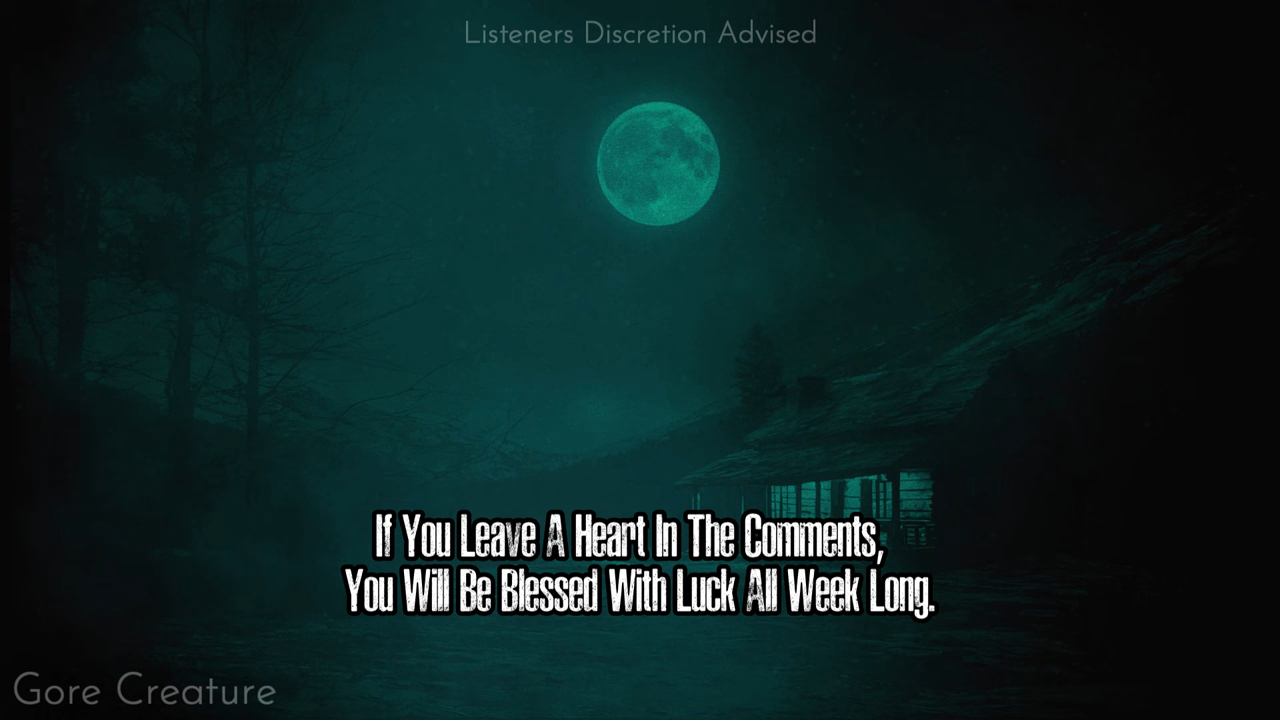 Listeners Discretion Advised
If You Leave A Heart In The Comments,
You Will Be Blessed With Luck All Week Long.
Gore Creature